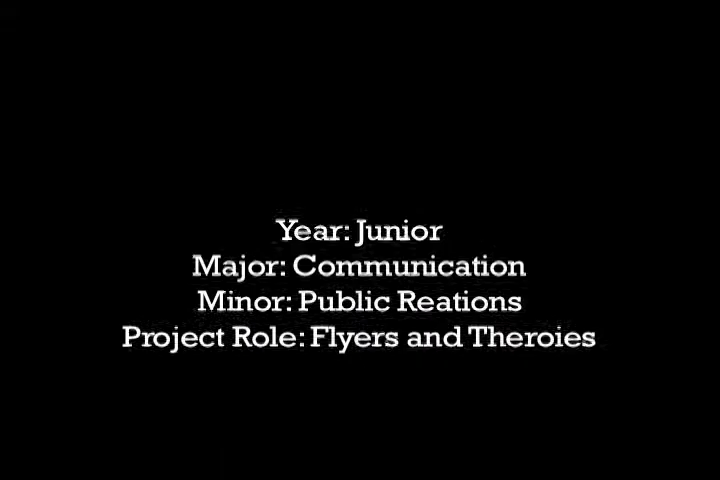 Year: Junior
Major: Communication
Minor: Public Reations
Project Role: Flyers and Theroies